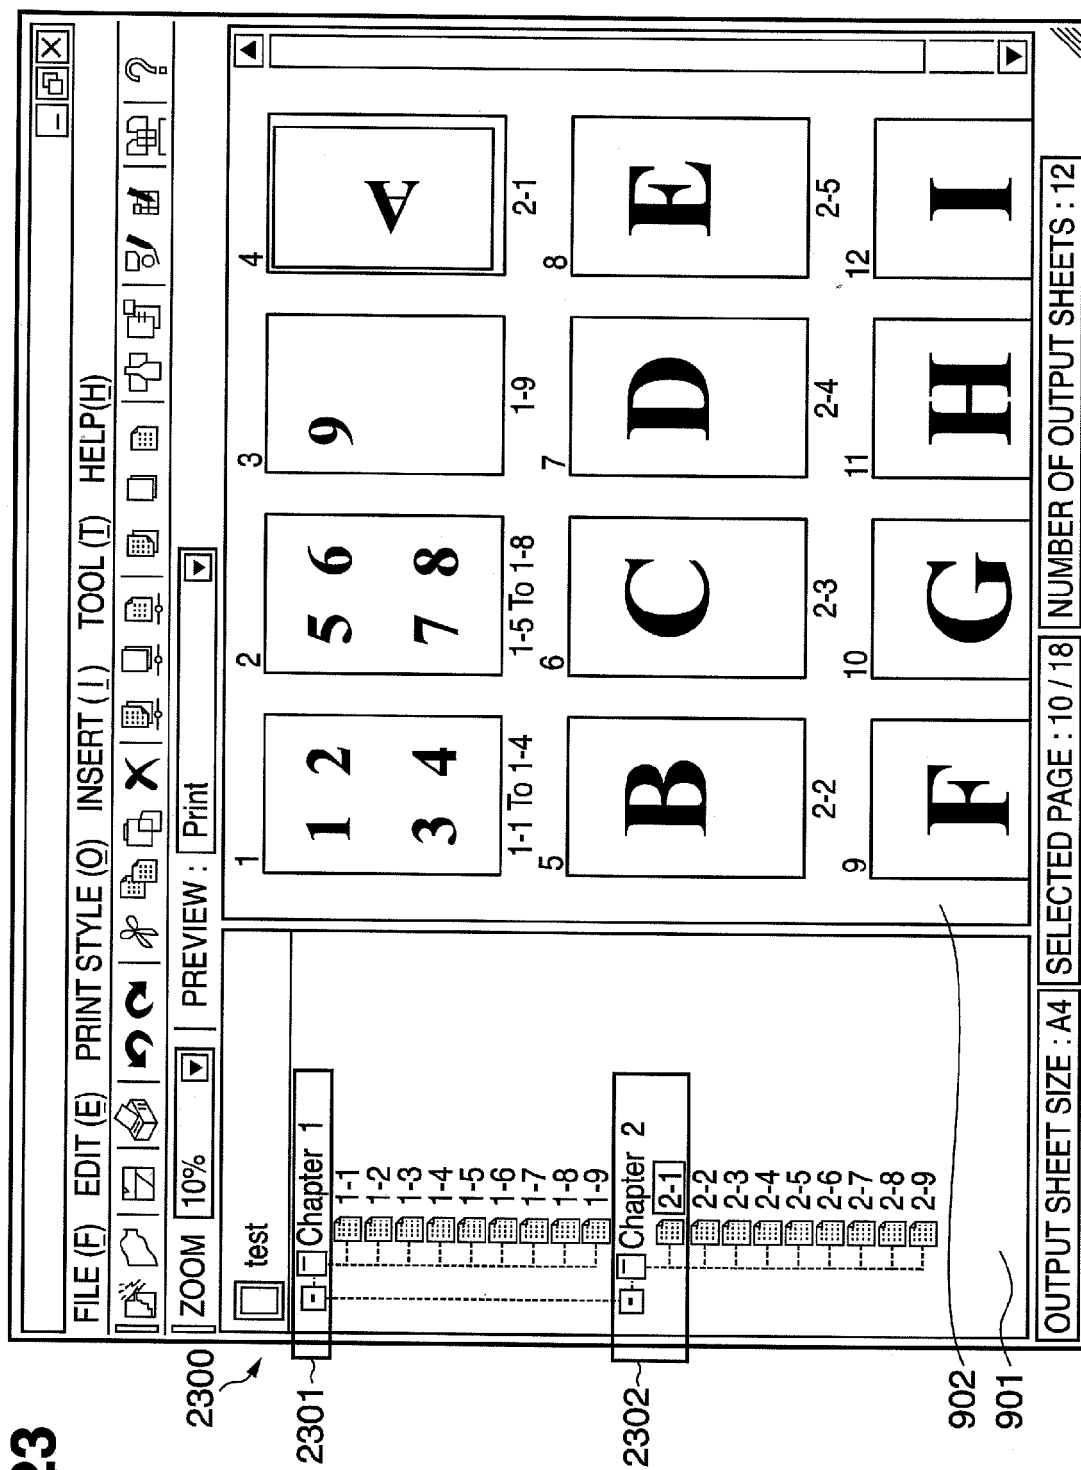 23
2300
FILE (F) EDIT (E) PRINT STYLE (O) INSERT (I) TOOL (T) HELP(H)
?
ZOOM 10% PREVIEW : Print
test
2301
Chapter 1
1-1
1-2
1-3
1-4
1-5
1-6
1-7
1-8
1-9
2302
Chapter 2
2-1
2-2
2-3
2-4
2-5
2-6
2-7
2-8
2-9
1 2 3 4
1 2 5 6 9 A
3 4 7 8
1-1 To 1-4 1-5 To 1-8 1-9 2-1
5 6 7 8
B C D E
2-2 2-3 2-4 2-5
9 10 11 12
F G H I
902
901
OUTPUT SHEET SIZE : A4 SELECTED PAGE : 10 / 18 NUMBER OF OUTPUT SHEETS : 12